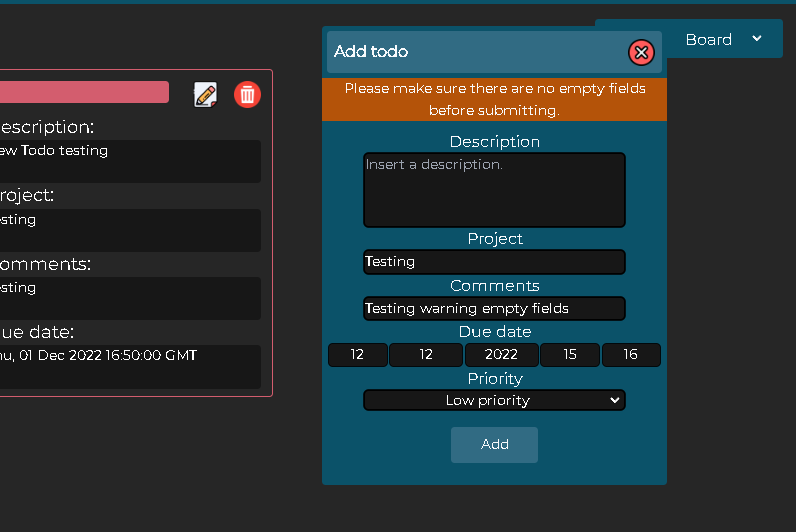 Board
Add todo
Please make sure there are no empty fields
before submitting.
Description
Insert a description.
Project
Testing
Comments
Testing warning empty fields
Due date
12 12 2022 15 16
Priority
Low priority
Add
escription:
ew Todo testing
roject:
sting
omments:
sting
ue date:
hu, 01 Dec 2022 16:50:00 GMT